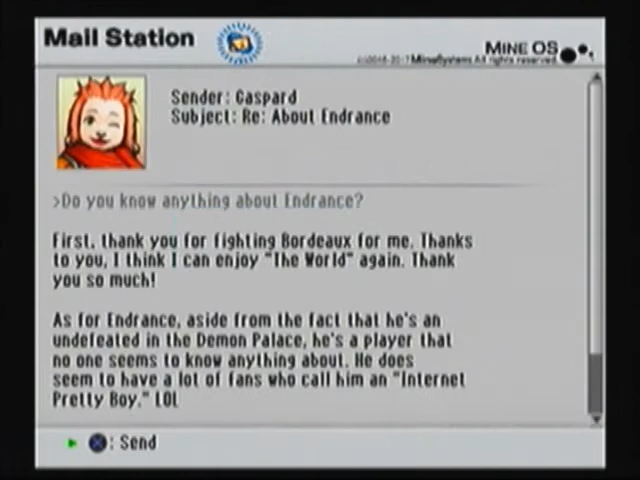 Mail Station
MINE OS
Sender: Gaspard
Subject: Re: About Endrance
>Do you know anything about Endrance?
First, thank you for fighting Bordeaux for me. Thanks
to you, I think I can enjoy "The World" again. Thank
you so much!
As for Endrance, aside from the fact that he's an
undefeated in the Demon Palace, he's a player that
no one seems to know anything about. He does
seem to have a lot of fans who call him an "Internet
Pretty Boy." LOL
: Send